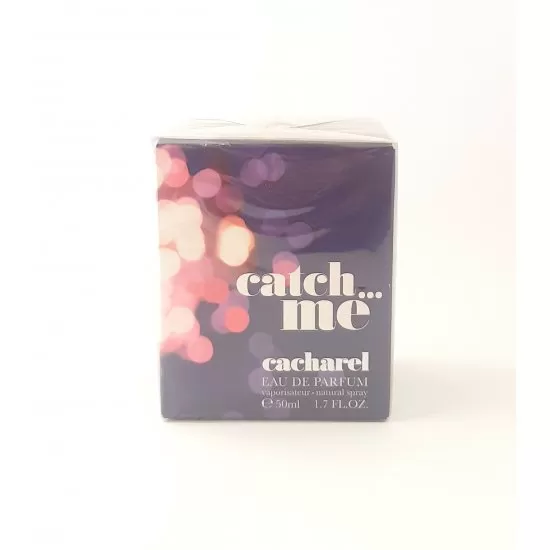 catch...
me
cacharel
EAU DE PARFUM
vaporisateur - natural spray
℮ 50ml 1.7 FL.OZ.